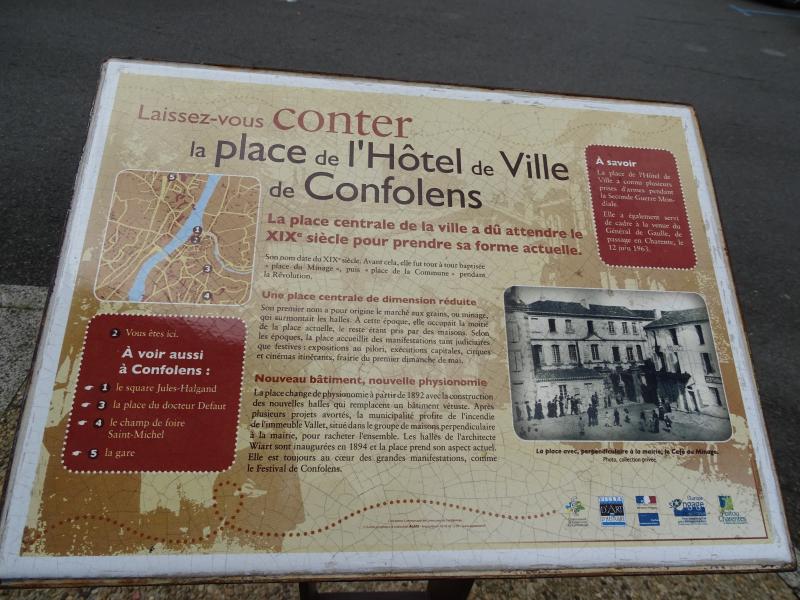 Laissez-vous conter
la place de l'Hôtel de Ville
de Confolens
La place centrale de la ville a dû attendre le
XIXe siècle pour prendre sa forme actuelle.
Son nom date du XIXe siècle. Avant cela, elle fut tour à tour baptisée
« place du Minage », puis « place de la Commune » pendant
la Révolution.
Une place centrale de dimension réduite
Son premier nom a pour origine le marché aux grains, ou minage,
qui surmontait les halles. À cette époque, elle occupait la moitié
de la place actuelle, le reste étant pris par des maisons. Selon
les époques, la place accueillit des manifestations tant judiciaires
que festives : expositions au pilori, exécutions capitales, cirques
et cinémas itinérants, frairie du premier dimanche de mai.
Nouveau bâtiment, nouvelle physionomie
La place change de physionomie à partir de 1892 avec la construction
des nouvelles halles qui remplacent un bâtiment vétuste. Après
plusieurs projets avortés, la municipalité profite de l'incendie
de l'immeuble Vallet, situé dans le groupe de maisons perpendiculaire
à la mairie, pour racheter l'ensemble. Les halles de l'architecte
Wiart sont inaugurées en 1894 et la place prend son aspect actuel.
Elle est toujours au cœur des grandes manifestations, comme
le Festival de Confolens.
À savoir
La place de l'Hôtel de
Ville a connu plusieurs
prises d'armes pendant
la Seconde Guerre Mon-
diale.
Elle a également servi
de cadre à la venue du
Général de Gaulle, de
passage en Charente, le
12 juin 1963.
5
1
2
3
4
2 Vous êtes ici.
À voir aussi
à Confolens :
1 le square Jules-Halgand
3 la place du docteur Defaut
4 le champ de foire
Saint-Michel
5 la gare
La place avec, perpendiculaire à la mairie, le Café du Minage.
Photo, collection privée.
VILLES
D'ART
L'Europe
s'engage
Poitou
Charentes